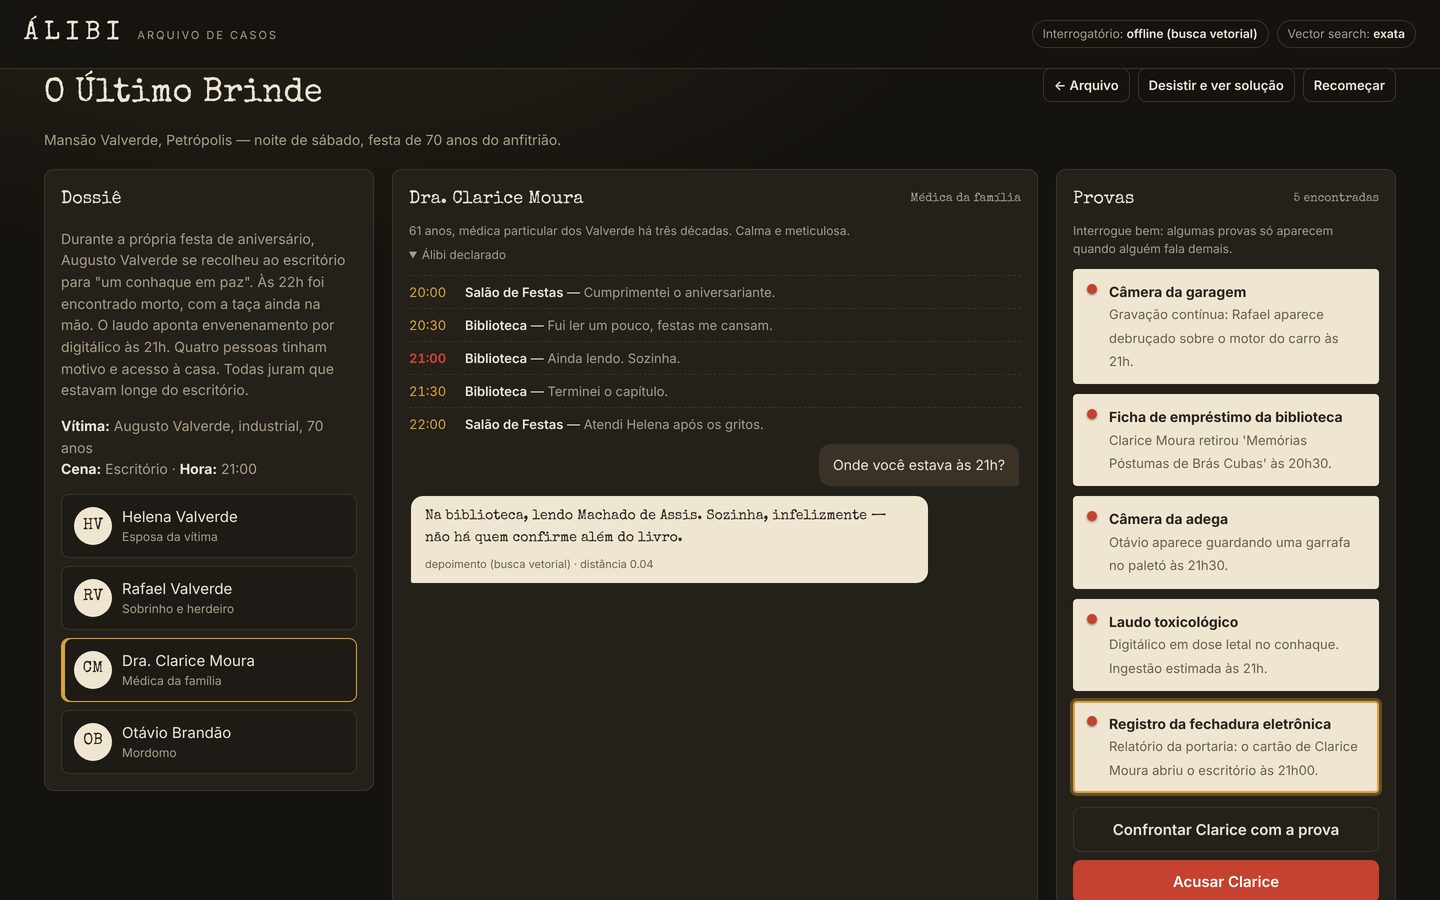 ÁLIBI ARQUIVO DE CASOS
Interrogatório: offline (busca vetorial)
Vector search: exata
O Último Brinde
← Arquivo
Desistir e ver solução
Recomeçar
Mansão Valverde, Petrópolis — noite de sábado, festa de 70 anos do anfitrião.
Dossiê
Durante a própria festa de aniversário,
Augusto Valverde se recolheu ao escritório
para "um conhaque em paz". Às 22h foi
encontrado morto, com a taça ainda na
mão. O laudo aponta envenenamento por
digitálico às 21h. Quatro pessoas tinham
motivo e acesso à casa. Todas juram que
estavam longe do escritório.
Vítima: Augusto Valverde, industrial, 70
anos
Cena: Escritório · Hora: 21:00
HV
Helena Valverde
Esposa da vítima
RV
Rafael Valverde
Sobrinho e herdeiro
CM
Dra. Clarice Moura
Médica da família
OB
Otávio Brandão
Mordomo
Dra. Clarice Moura
Médica da família
61 anos, médica particular dos Valverde há três décadas. Calma e meticulosa.
▼ Álibi declarado
20:00 Salão de Festas — Cumprimentei o aniversariante.
20:30 Biblioteca — Fui ler um pouco, festas me cansam.
21:00 Biblioteca — Ainda lendo. Sozinha.
21:30 Biblioteca — Terminei o capítulo.
22:00 Salão de Festas — Atendi Helena após os gritos.
Onde você estava às 21h?
Na biblioteca, lendo Machado de Assis. Sozinha, infelizmente —
não há quem confirme além do livro.
depoimento (busca vetorial) · distância 0.04
Provas
5 encontradas
Interrogue bem: algumas provas só aparecem
quando alguém fala demais.
Câmera da garagem
Gravação contínua: Rafael aparece
debruçado sobre o motor do carro às
21h.
Ficha de empréstimo da biblioteca
Clarice Moura retirou 'Memórias
Póstumas de Brás Cubas' às 20h30.
Câmera da adega
Otávio aparece guardando uma garrafa
no paletó às 21h30.
Laudo toxicológico
Digitálico em dose letal no conhaque.
Ingestão estimada às 21h.
Registro da fechadura eletrônica
Relatório da portaria: o cartão de Clarice
Moura abriu o escritório às 21h00.
Confrontar Clarice com a prova
Acusar Clarice